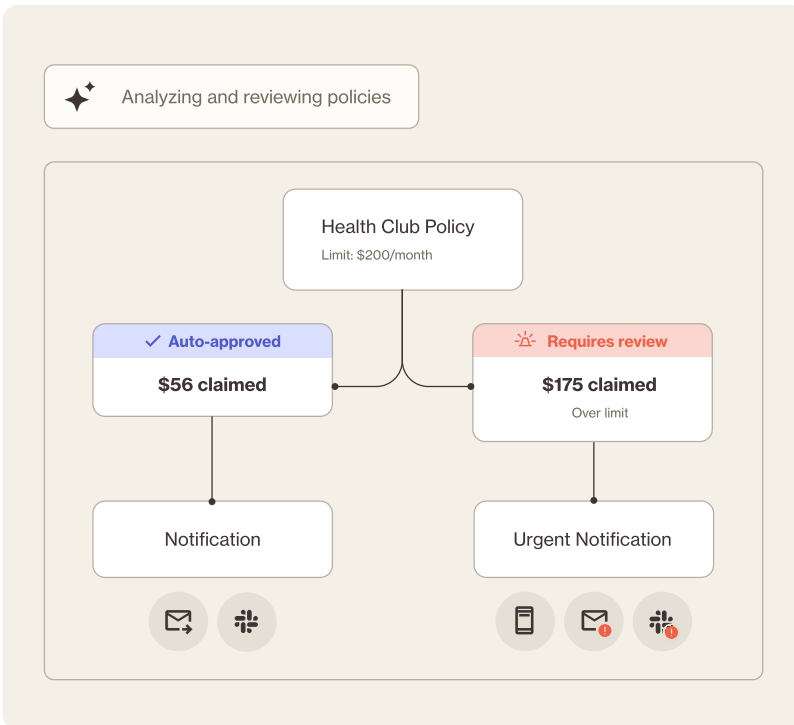 Analyzing and reviewing policies
Health Club Policy
Limit: $200/month
Auto-approved
$56 claimed
Requires review
$175 claimed
Over limit
Notification
Urgent Notification